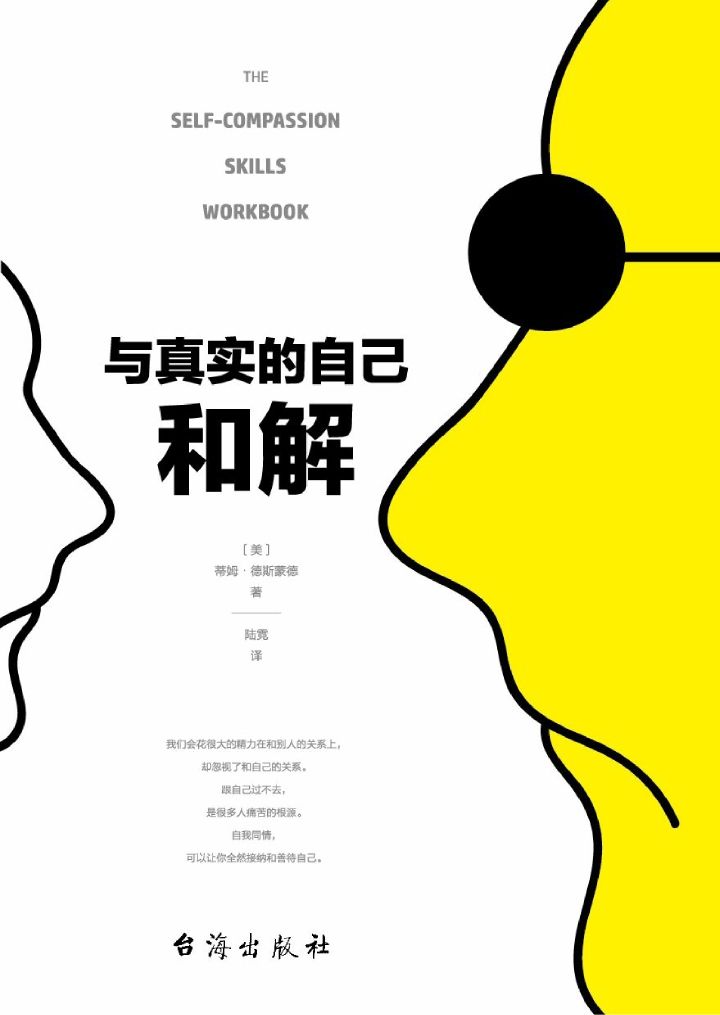 THE
SELF-COMPASSION
SKILLS
WORKBOOK
与真实的自己
和解
[美]
蒂姆·德斯蒙德
著
陆霓
译
我们会花很大的精力在和别人的关系上，
却忽视了和自己的关系。
跟自己过不去，
是很多人痛苦的根源。
自我同情，
可以让你全然接纳和善待自己。
台海出版社